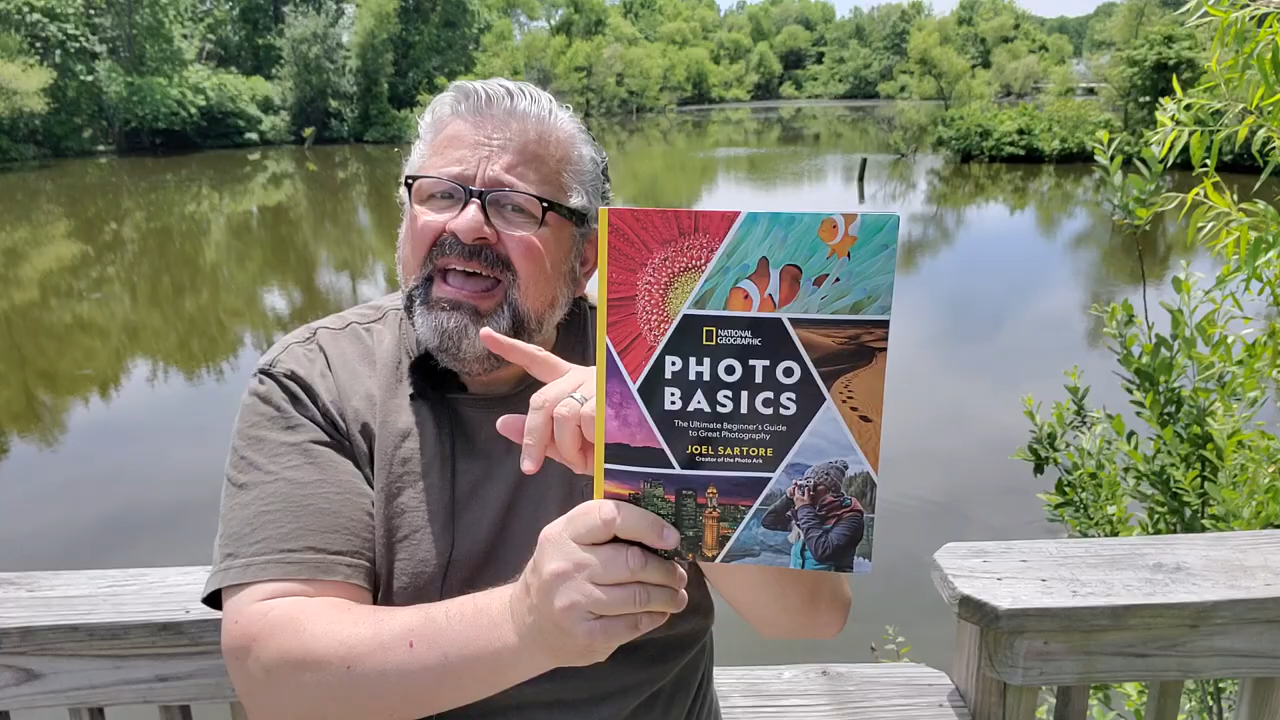 NATIONAL
GEOGRAPHIC
PHOTO
BASICS
The Ultimate Beginner's Guide
to Great Photography
JOEL SARTORE
Creator of the Photo Ark